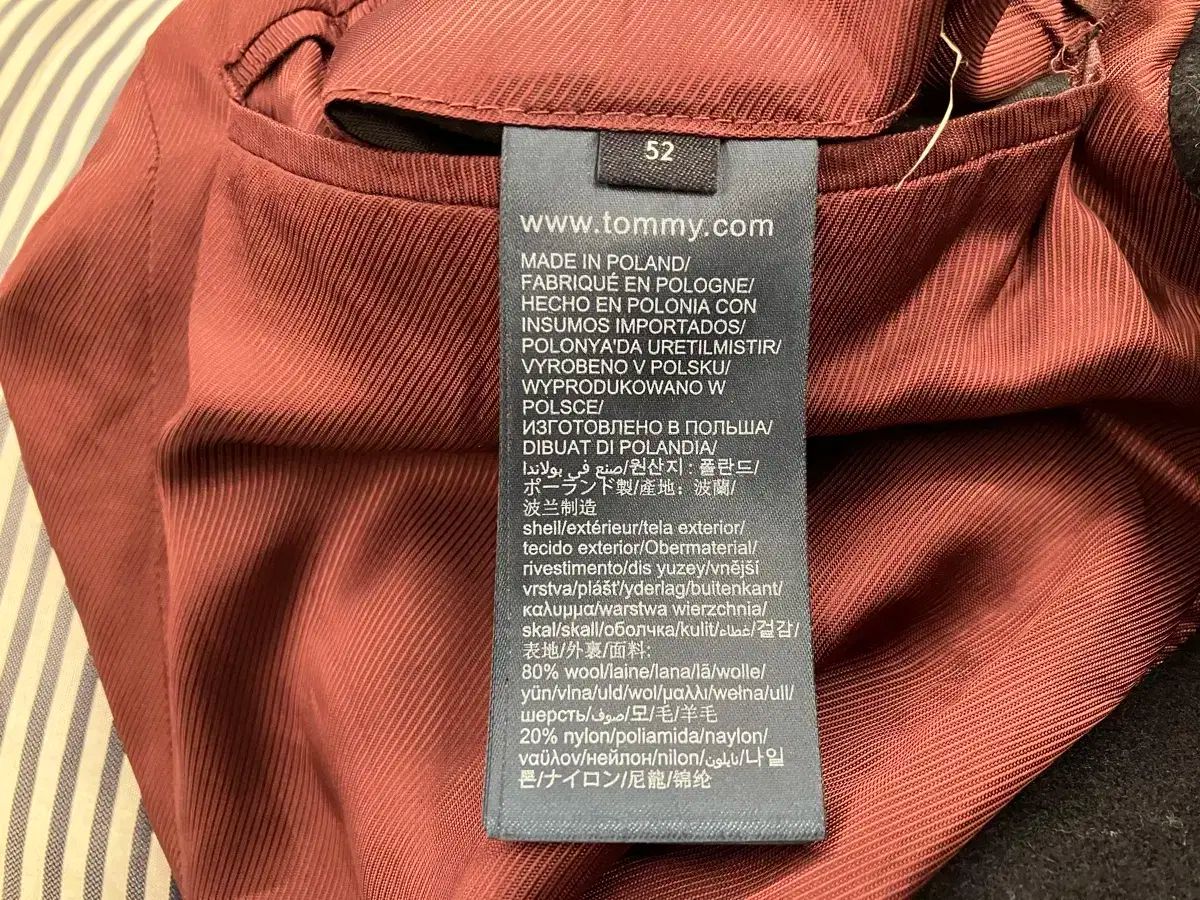 52
www.tommy.com
MADE IN POLAND/
FABRIQUÉ EN POLOGNE/
HECHO EN POLONIA CON
INSUMOS IMPORTADOS/
POLONYA'DA URETILMISTIR/
VYROBENO V POLSKU/
WYPRODUKOWANO W
POLSCE/
ИЗГОТОВЛЕНО В ПОЛЬША/
DIBUAT DI POLANDIA/
صنع في بولاندا/원산지 : 폴란드/
ポーランド製/產地：波蘭/
波兰制造
shell/extérieur/tela exterior/
tecido exterior/Obermaterial/
rivestimento/dis yuzey/vnější
vrstva/plášť/yderlag/buitenkant/
καλυμμα/warstwa wierzchnia/
skal/skall/оболчка/kulit/غطاء/겉감/
表地/外裏/面料:
80% wool/laine/lana/lã/wolle/
yün/vlna/uld/wol/μαλλι/wełna/ull/
шерсть/صوف/모/毛/羊毛
20% nylon/poliamida/naylon/
ναϋλον/нейлон/nilon/نايلون/나일
론/ナイロン/尼龍/锦纶